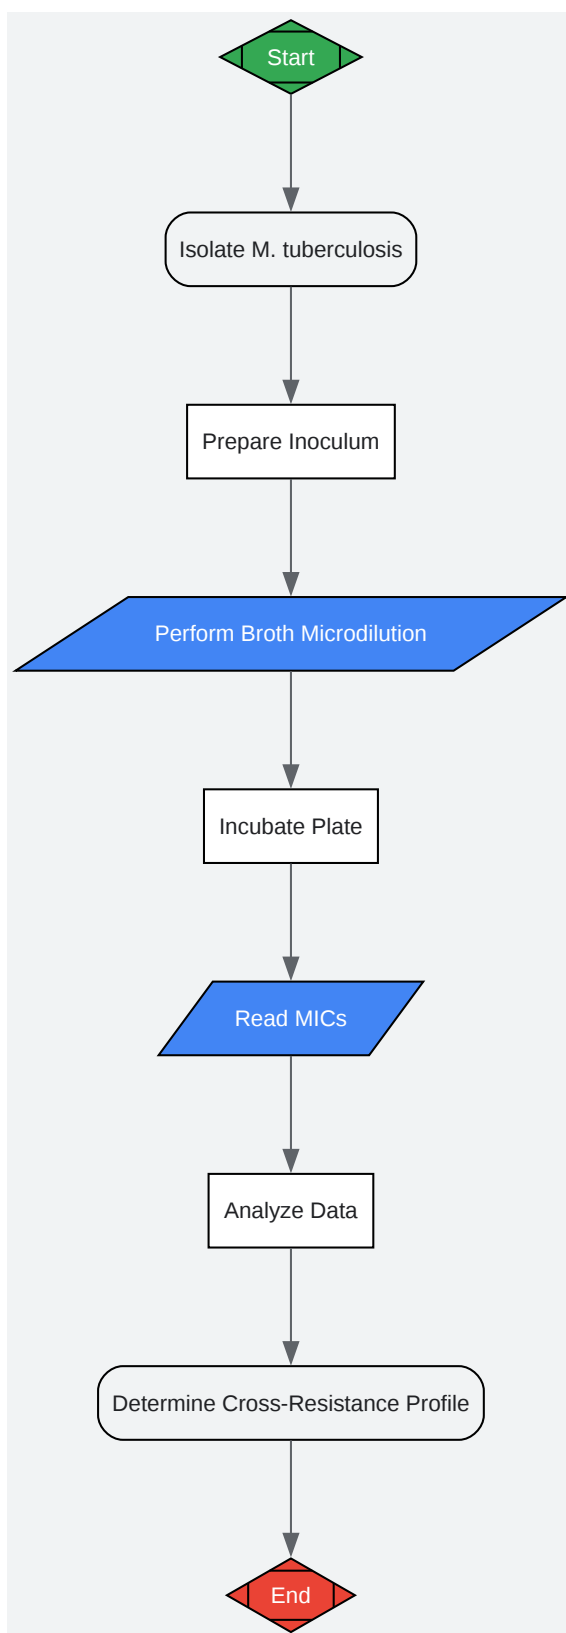 Start
Isolate M. tuberculosis
Prepare Inoculum
Perform Broth Microdilution
Incubate Plate
Read MICs
Analyze Data
Determine Cross-Resistance Profile
End